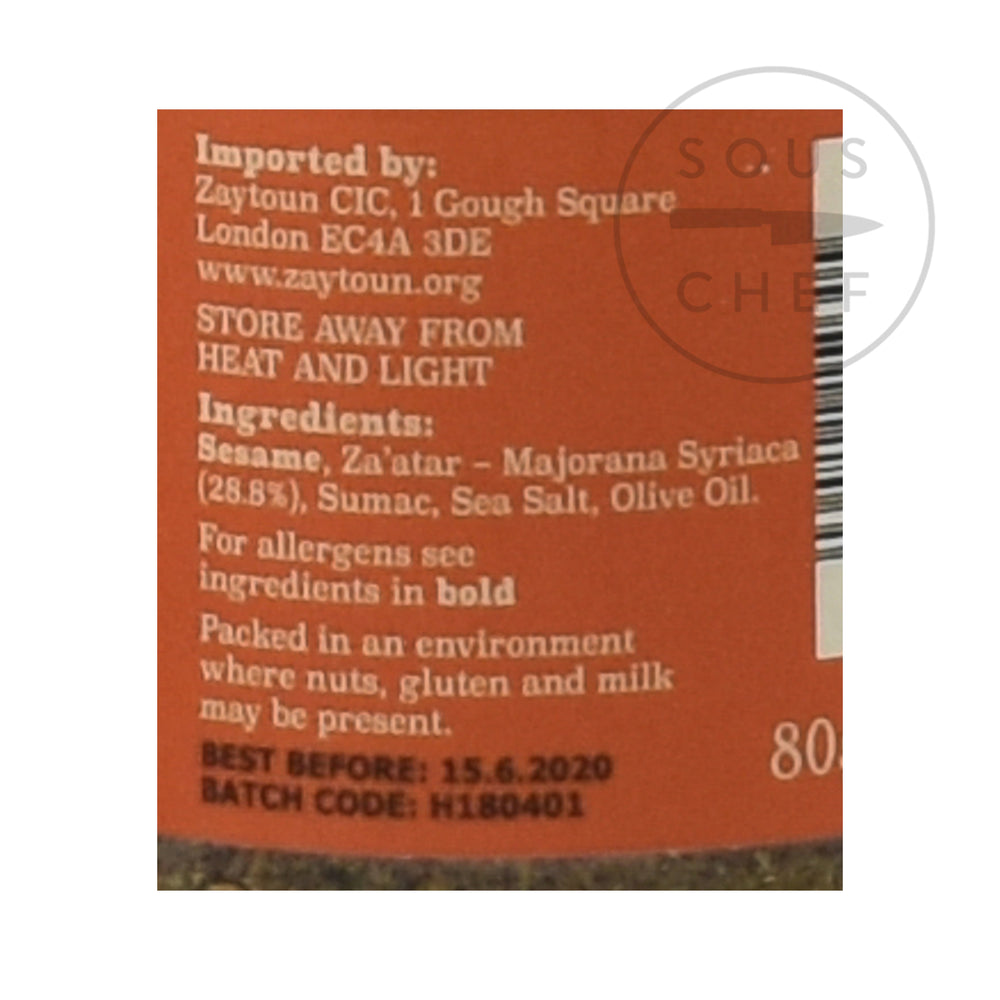 Imported by:
Zaytoun CIC, 1 Gough Square
London EC4A 3DE
www.zaytoun.org
STORE AWAY FROM
HEAT AND LIGHT
Ingredients:
Sesame, Za'atar – Majorana Syriaca
(28.8%), Sumac, Sea Salt, Olive Oil.
For allergens see
ingredients in bold
Packed in an environment
where nuts, gluten and milk
may be present.
BEST BEFORE: 15.6.2020
BATCH CODE: H180401
80
SOUS
CHEF